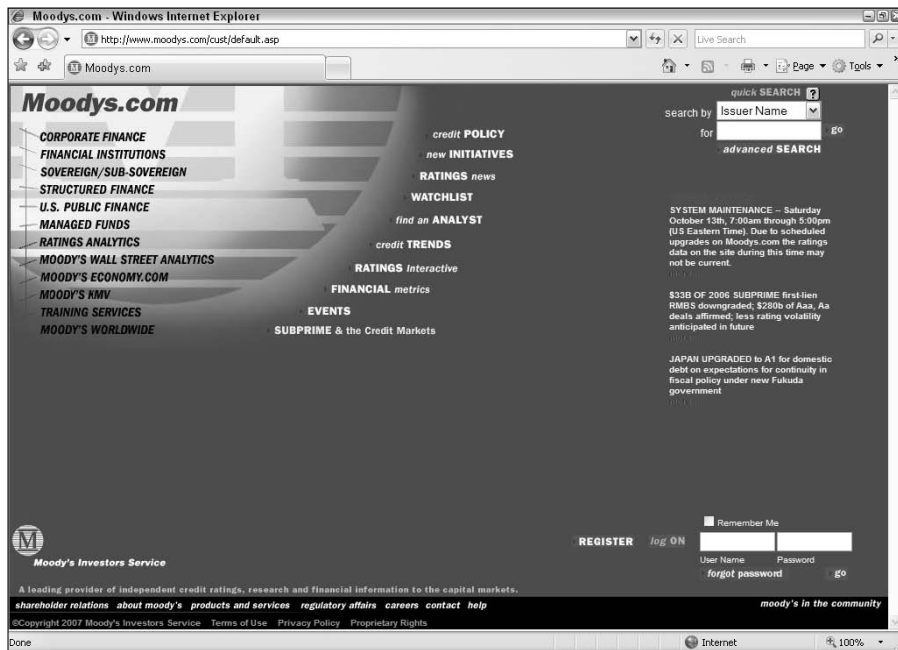 Moodys.com - Windows Internet Explorer
http://www.moodys.com/cust/default.asp
Live Search
Moodys.com
Page
Tools
Moodys.com
CORPORATE FINANCE
FINANCIAL INSTITUTIONS
SOVEREIGN/SUB-SOVEREIGN
STRUCTURED FINANCE
U.S. PUBLIC FINANCE
MANAGED FUNDS
RATINGS ANALYTICS
MOODY'S WALL STREET ANALYTICS
MOODY'S ECONOMY.COM
MOODY'S KMV
TRAINING SERVICES
MOODY'S WORLDWIDE
credit POLICY
new INITIATIVES
RATINGS news
WATCHLIST
find an ANALYST
credit TRENDS
RATINGS Interactive
FINANCIAL metrics
EVENTS
SUBPRIME & the Credit Markets
quick SEARCH ?
search by Issuer Name
for go
advanced SEARCH
SYSTEM MAINTENANCE -- Saturday
October 13th, 7:00am through 5:00pm
(US Eastern Time). Due to scheduled
upgrades on Moodys.com the ratings
data on the site during this time may
not be current.
$33B OF 2006 SUBPRIME first-lien
RMBS downgraded; $280b of Aaa, Aa
deals affirmed; less rating volatility
anticipated in future
JAPAN UPGRADED to A1 for domestic
debt on expectations for continuity in
fiscal policy under new Fukuda
government
Remember Me
REGISTER log ON
User Name Password
forgot password go
M
Moody's Investors Service
A leading provider of independent credit ratings, research and financial information to the capital markets.
shareholder relations about moody's products and services regulatory affairs careers contact help moody's in the community
©Copyright 2007 Moody's Investors Service Terms of Use Privacy Policy Proprietary Rights
Done Internet 100%